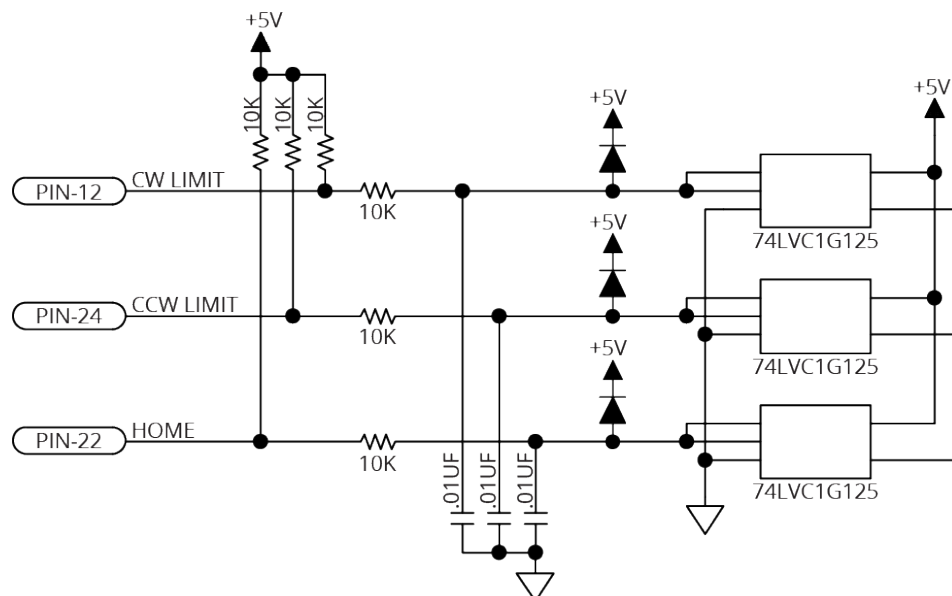 +5V
+5V
+5V
10K
10K
10K
PIN-12
CW LIMIT
10K
74LVC1G125
+5V
PIN-24
CCW LIMIT
10K
+5V
74LVC1G125
PIN-22
HOME
10K
.01UF
.01UF
.01UF
74LVC1G125